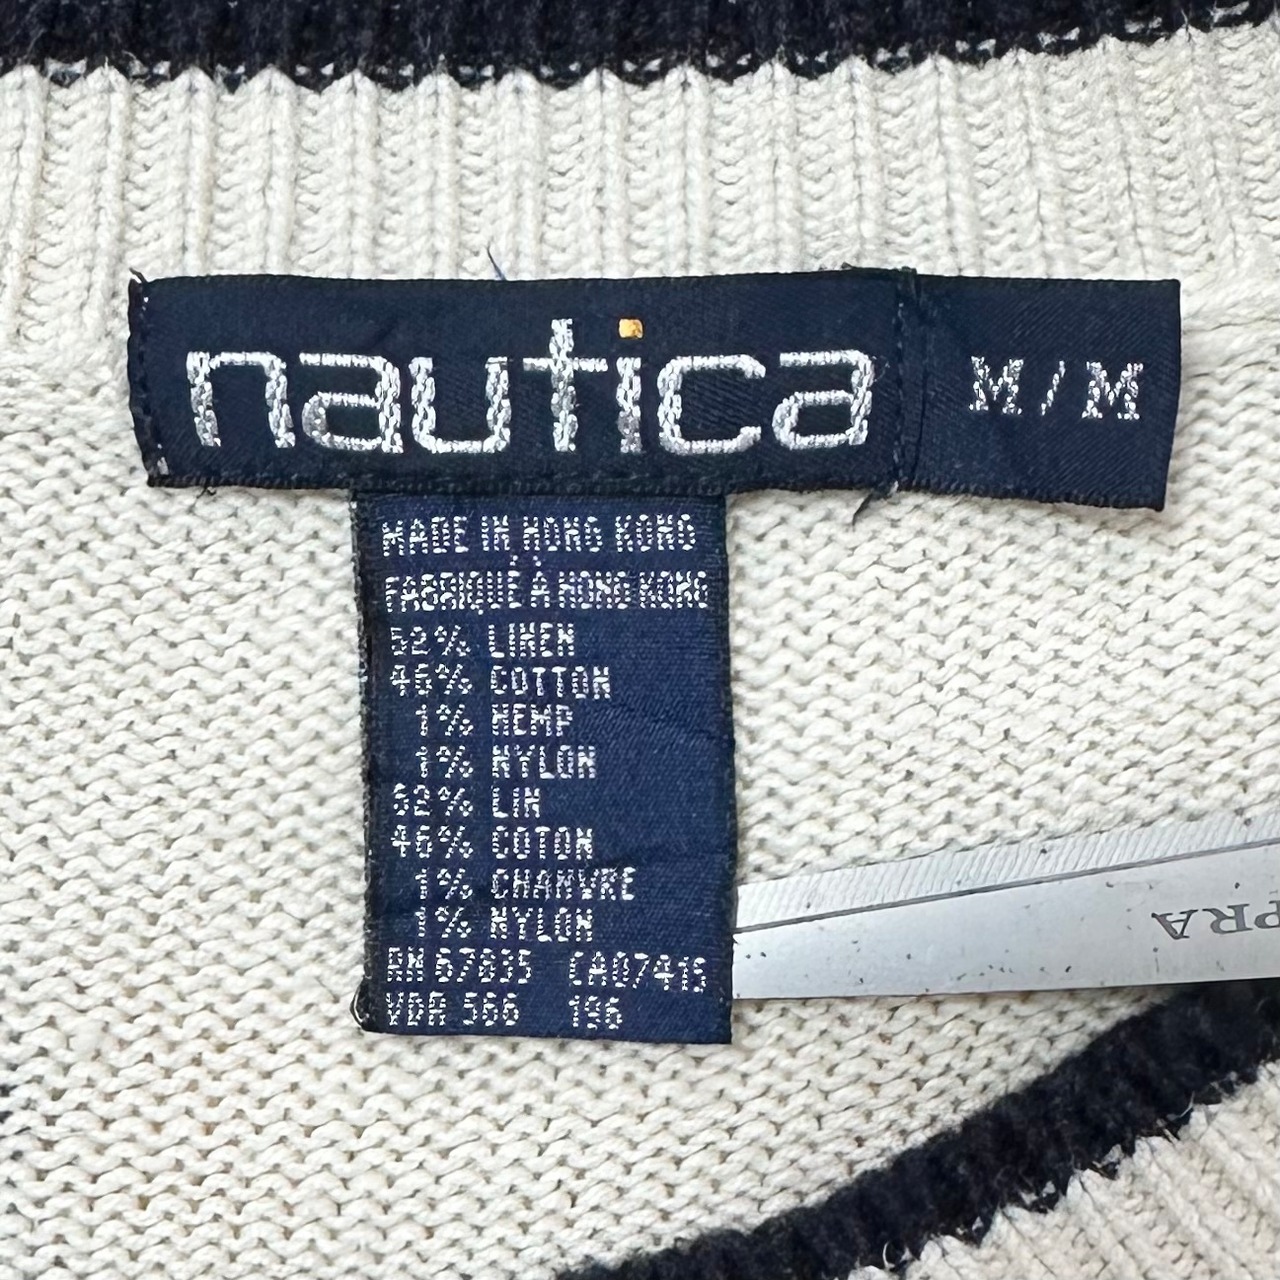 nautica M/M
MADE IN HONG KONG
FABRIQUÉ À HONG KONG
52% LINEN
46% COTTON
1% HEMP
1% NYLON
52% LIN
46% COTON
1% CHANVRE
1% NYLON
RN 67835 CA07415
VDR 566 196
PRA